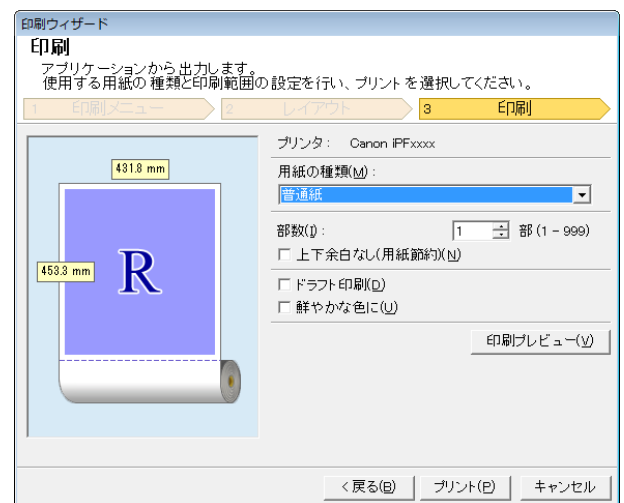 印刷ウィザード
印刷
アプリケーションから出力します。
使用する用紙の種類と印刷範囲の設定を行い、プリントを選択してください。
1 印刷メニュー 2 レイアウト 3 印刷
プリンタ： Canon iPFxxxx
431.8 mm
用紙の種類(M)：
普通紙
部数(I)： 1 部 (1 - 999)
上下余白なし(用紙節約)(N)
453.3 mm
R
ドラフト印刷(D)
鮮やかな色に(U)
印刷プレビュー(V)
< 戻る(B) プリント(P) キャンセル